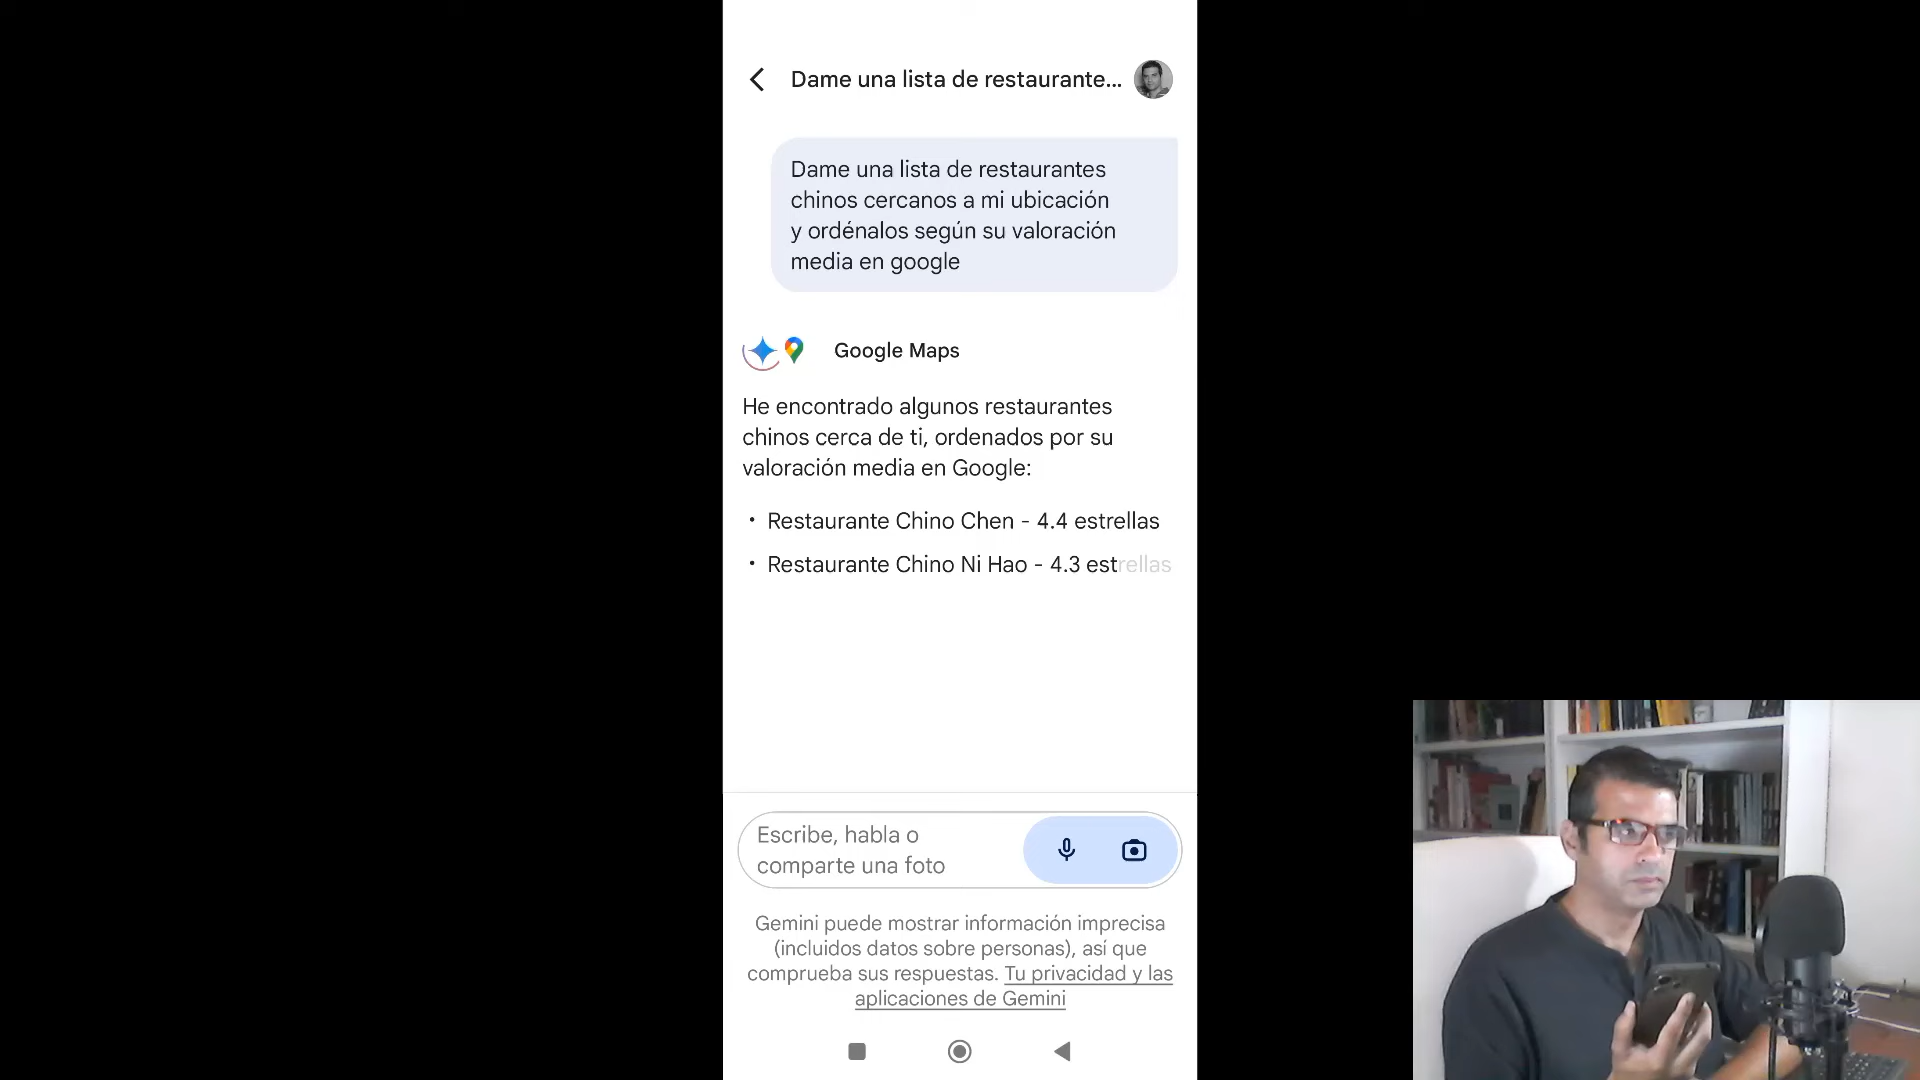 Dame una lista de restaurante...
Dame una lista de restaurantes
chinos cercanos a mi ubicación
y ordénalos según su valoración
media en google
Google Maps
He encontrado algunos restaurantes
chinos cerca de ti, ordenados por su
valoración media en Google:
• Restaurante Chino Chen - 4.4 estrellas
• Restaurante Chino Ni Hao - 4.3 estrellas
Escribe, habla o
comparte una foto
Gemini puede mostrar información imprecisa
(incluidos datos sobre personas), así que
comprueba sus respuestas. Tu privacidad y las
aplicaciones de Gemini